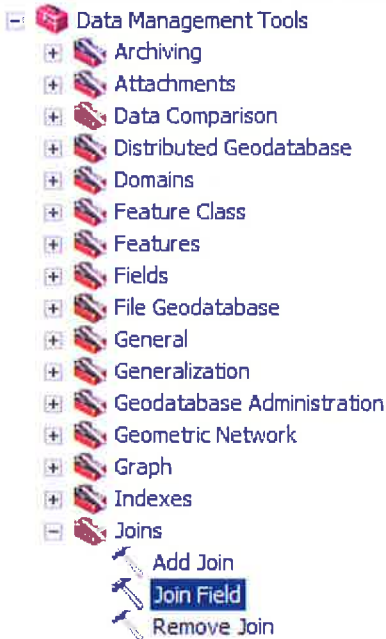 Data Management Tools
Archiving
Attachments
Data Comparison
Distributed Geodatabase
Domains
Feature Class
Features
Fields
File Geodatabase
General
Generalization
Geodatabase Administration
Geometric Network
Graph
Indexes
Joins
Add Join
Join Field
Remove Join